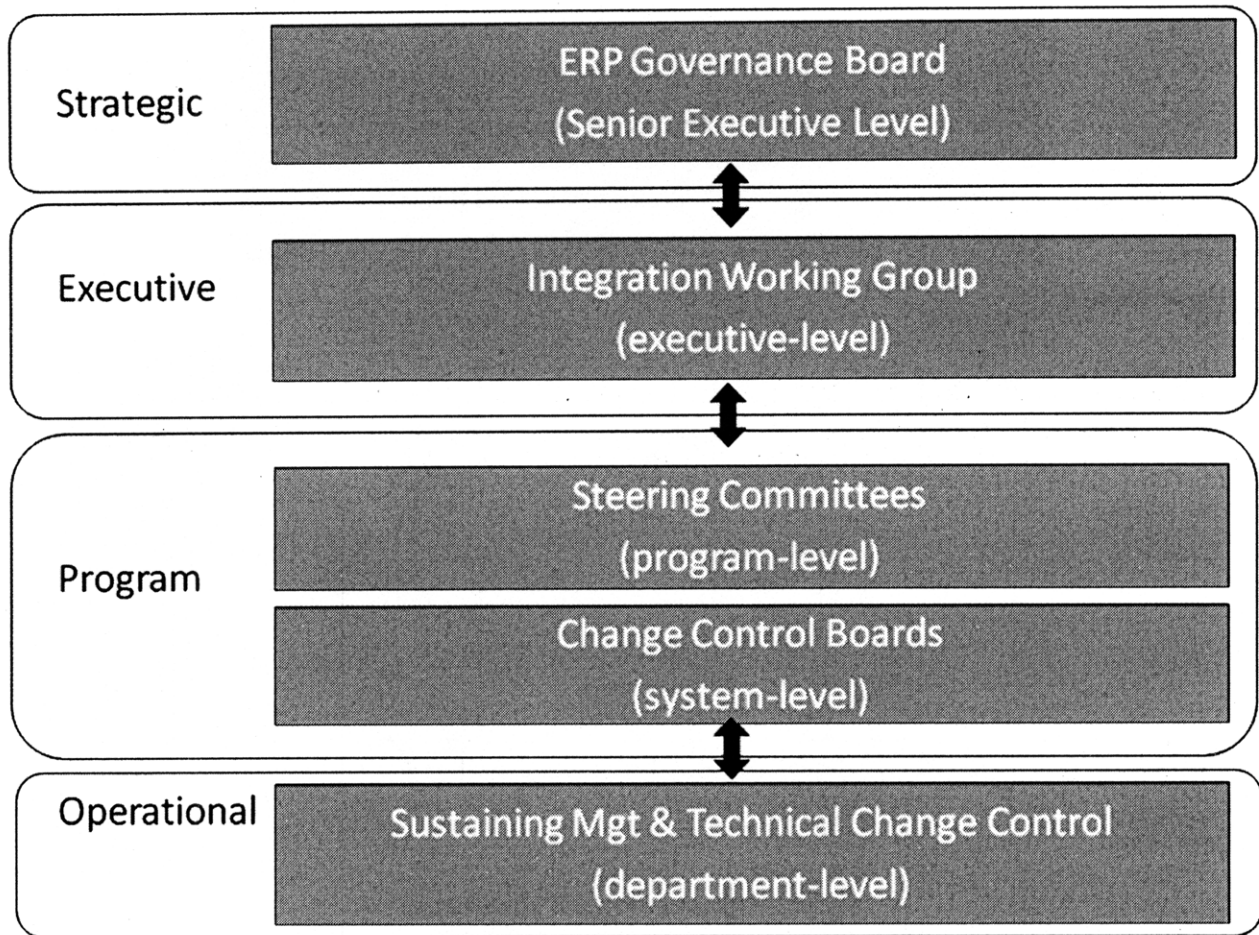 Strategic
ERP Governance Board
(Senior Executive Level)
Executive
Integration Working Group
(executive-level)
Program
Steering Committees
(program-level)
Change Control Boards
(system-level)
Operational
Sustaining Mgt & Technical Change Control
(department-level)